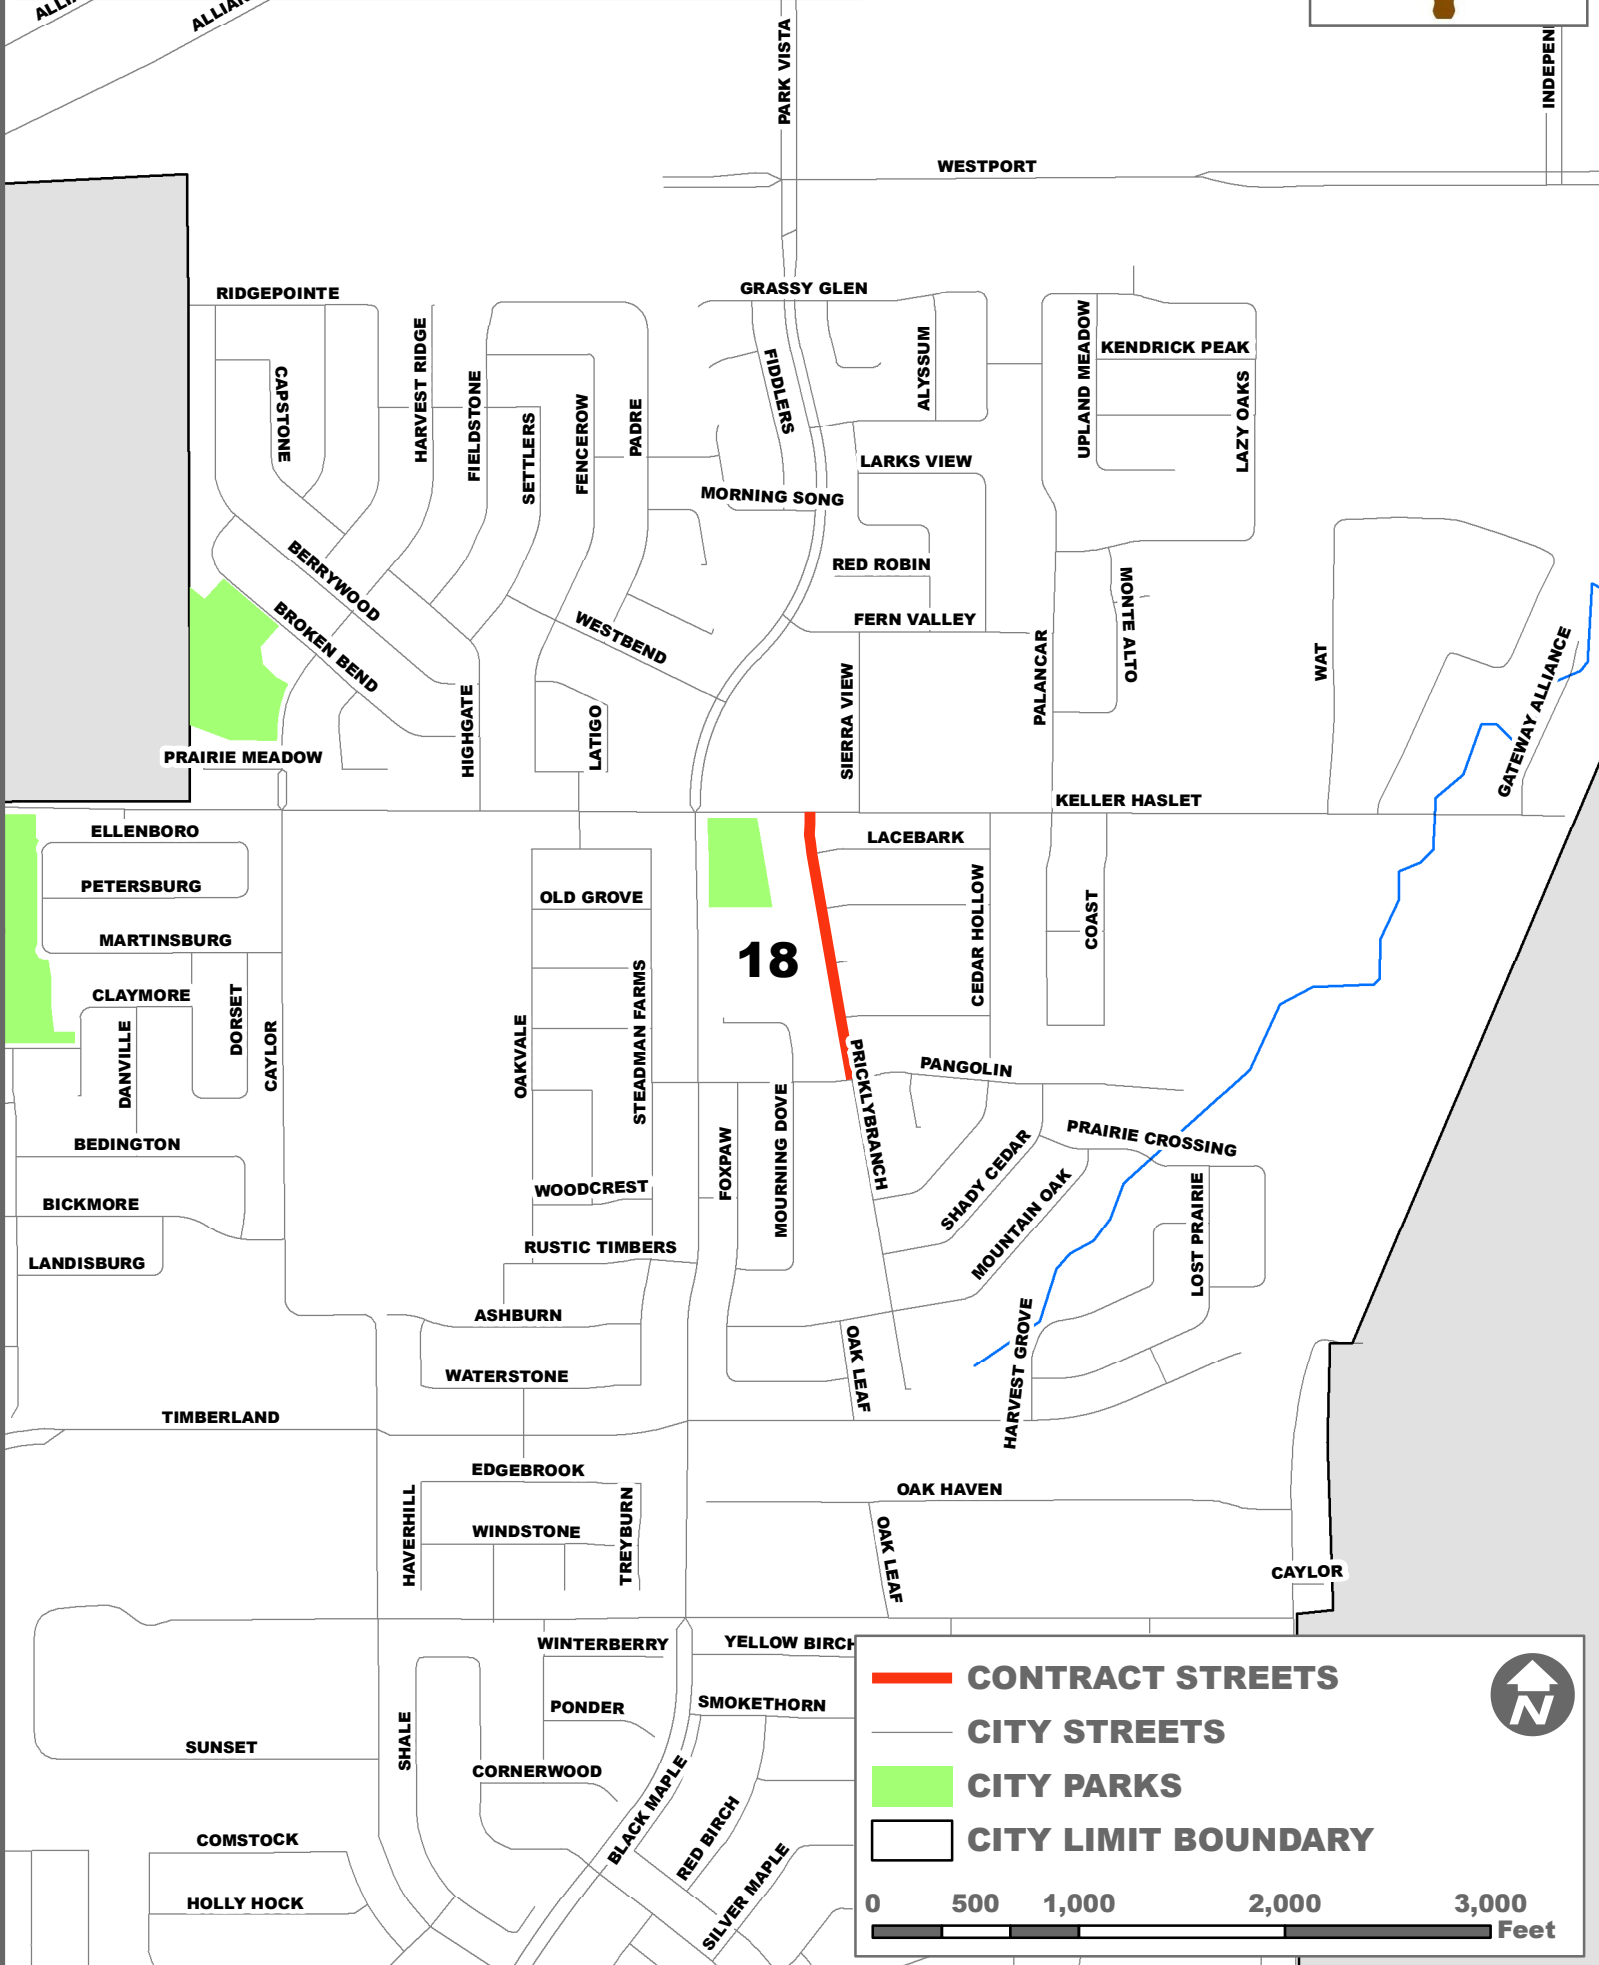 PARK VISTA
WESTPORT
RIDGEPOINTE
GRASSY GLEN
CAPSTONE
HARVEST RIDGE
FIELDSTONE
SETTLERS
FENCEROW
PADRE
FIDDLERS
ALYSSUM
UPLAND MEADOW
KENDRICK PEAK
LAZY OAKS
LARKS VIEW
MORNING SONG
RED ROBIN
BERRYWOOD
BROKEN BEND
WESTBEND
FERN VALLEY
MONTE ALTO
PALANCAR
WAT
GATEWAY ALLIANCE
SIERRA VIEW
HIGHGATE
LATIGO
PRAIRIE MEADOW
KELLER HASLET
ELLENBORO
LACEBARK
PETERSBURG
OLD GROVE
CEDAR HOLLOW
COAST
MARTINSBURG
18
CLAYMORE
DANVILLE
DORSET
CAYLOR
OAKVALE
STEADMAN FARMS
PRICKLYBRANCH
PANGOLIN
BEDINGTON
FOXPAW
MOURNING DOVE
SHADY CEDAR
PRAIRIE CROSSING
WOODCREST
BICKMORE
MOUNTAIN OAK
LOST PRAIRIE
RUSTIC TIMBERS
LANDISBURG
ASHBURN
OAK LEAF
HARVEST GROVE
WATERSTONE
TIMBERLAND
EDGEBROOK
OAK HAVEN
HAVERHILL
WINDSTONE
TREYBURN
OAK LEAF
CAYLOR
WINTERBERRY
YELLOW BIRCH
PONDER
SMOKETHORN
SHALE
SUNSET
CORNERWOOD
BLACK MAPLE
RED BIRCH
SILVER MAPLE
COMSTOCK
HOLLY HOCK
CONTRACT STREETS
CITY STREETS
CITY PARKS
CITY LIMIT BOUNDARY
N
0 500 1,000 2,000 3,000
Feet